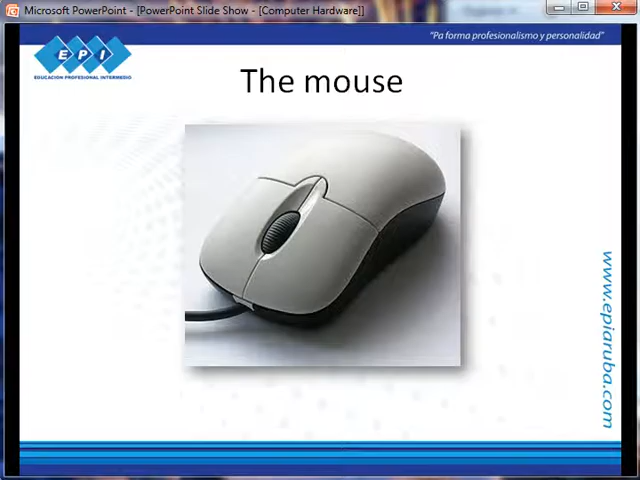 Microsoft PowerPoint - [PowerPoint Slide Show - [Computer Hardware]]
"Pa forma profesionalismo y personalidad"
E P I
EDUCACION PROFESIONAL INTERMEDIO
The mouse
www.epiaruba.com